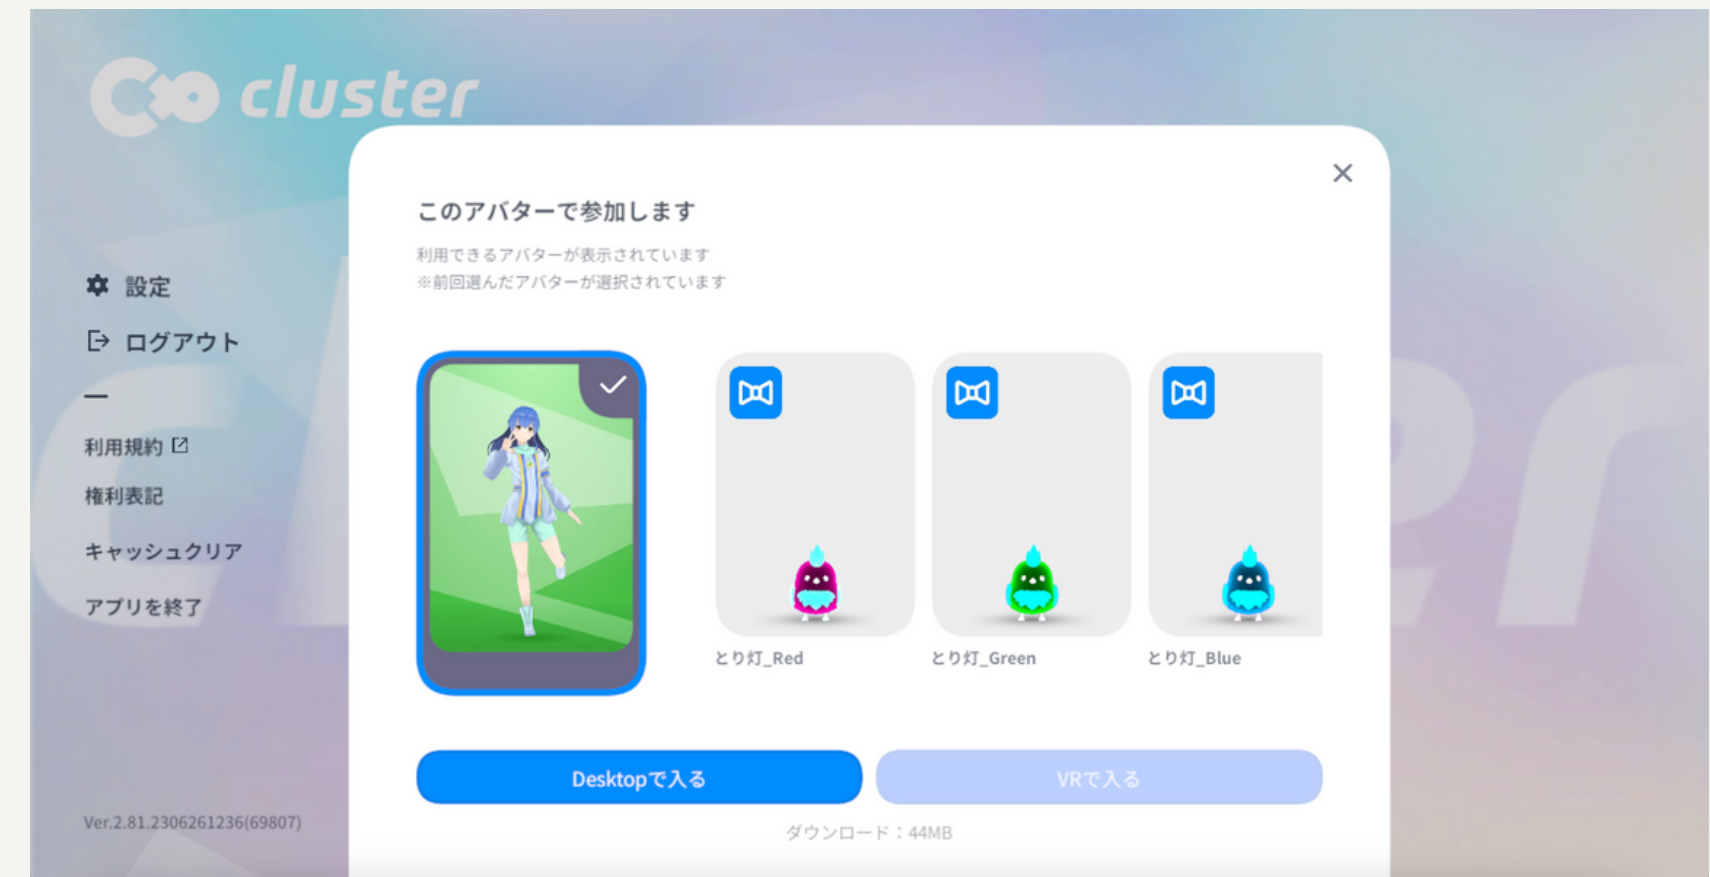 cluster
このアバターで参加します
利用できるアバターが表示されています
※前回選んだアバターが選択されています
設定
ログアウト
利用規約
権利表記
キャッシュクリア
アプリを終了
とり灯_Red
とり灯_Green
とり灯_Blue
Desktopで入る
VRで入る
Ver.2.81.2306261236(69807)
ダウンロード：44MB